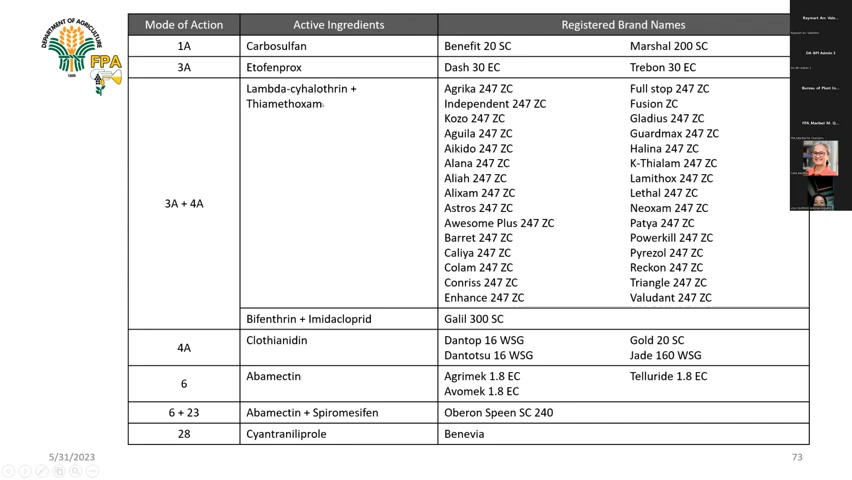 DEPARTMENT OF AGRICULTURE
1898
FPA
Mode of Action Active Ingredients Registered Brand Names
1A Carbosulfan Benefit 20 SC Marshal 200 SC
3A Etofenprox Dash 30 EC Trebon 30 EC
3A + 4A
Lambda-cyhalothrin +
Thiamethoxam
Agrika 247 ZC Full stop 247 ZC
Independent 247 ZC Fusion ZC
Kozo 247 ZC Gladius 247 ZC
Aguila 247 ZC Guardmax 247 ZC
Aikido 247 ZC Halina 247 ZC
Alana 247 ZC K-Thialam 247 ZC
Aliah 247 ZC Lamithox 247 ZC
Alixam 247 ZC Lethal 247 ZC
Astros 247 ZC Neoxam 247 ZC
Awesome Plus 247 ZC Patya 247 ZC
Barret 247 ZC Powerkill 247 ZC
Caliya 247 ZC Pyrezol 247 ZC
Colam 247 ZC Reckon 247 ZC
Conriss 247 ZC Triangle 247 ZC
Enhance 247 ZC Valudant 247 ZC
Bifenthrin + Imidacloprid Galil 300 SC
4A Clothianidin Dantop 16 WSG Gold 20 SC
Dantotsu 16 WSG Jade 160 WSG
6 Abamectin Agrimek 1.8 EC Telluride 1.8 EC
Avomek 1.8 EC
6 + 23 Abamectin + Spiromesifen Oberon Speen SC 240
28 Cyantraniliprole Benevia
5/31/2023 73
Raymart Arc Vale...
DA BPI Admin 3
Bureau of Plant In...
FPA_Maribel M. Q...